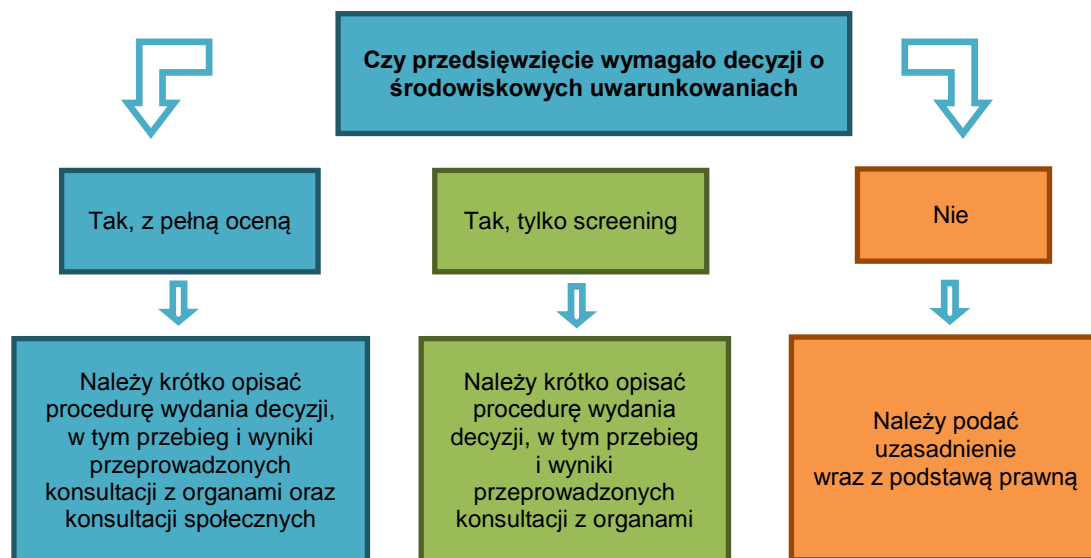 Czy przedsięwzięcie wymagało decyzji o
środowiskowych uwarunkowaniach
Tak, z pełną oceną
Tak, tylko screening
Nie
Należy krótko opisać
procedurę wydania decyzji,
w tym przebieg i wyniki
przeprowadzonych
konsultacji z organami oraz
konsultacji społecznych
Należy krótko opisać
procedurę wydania
decyzji, w tym przebieg
i wyniki
przeprowadzonych
konsultacji z organami
Należy podać
uzasadnienie
wraz z podstawą prawną